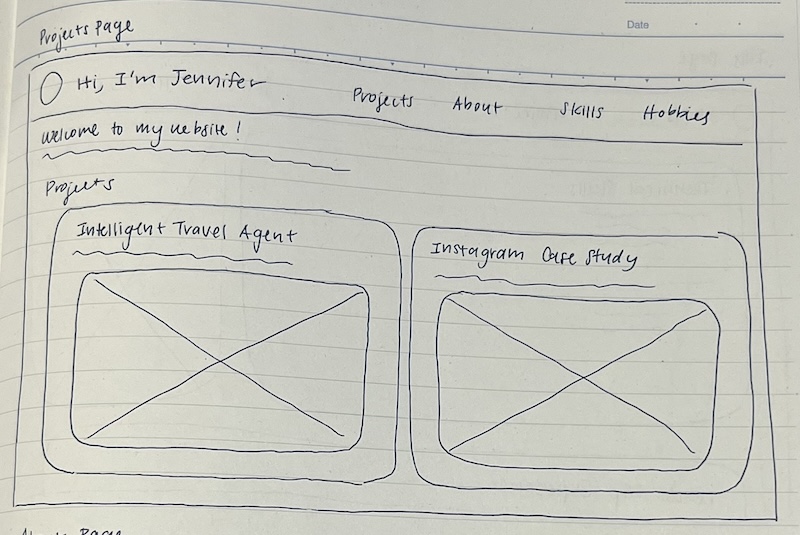 Date
Projects Page
Hi, I'm Jennifer
Projects About Skills Hobbies
Welcome to my website!
Projects
Intelligent Travel Agent
Instagram Case Study
Page